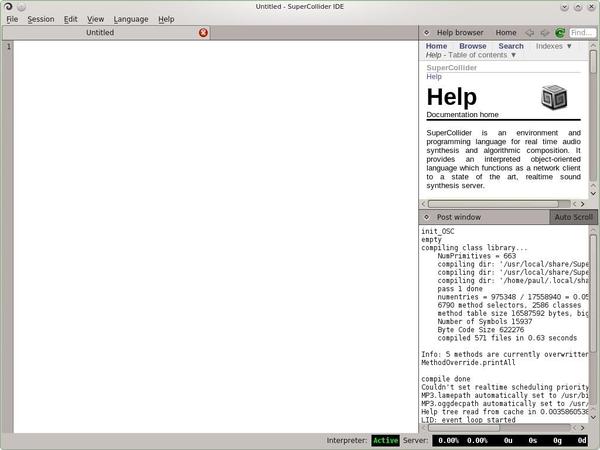 Untitled - SuperCollider IDE
File Session Edit View Language Help
Untitled
1
Help browser Home Find...
Home Browse Search Indexes ▼
Help - Table of contents ▼
SuperCollider
Help
Help
Documentation home
SuperCollider is an environment and
programming language for real time audio
synthesis and algorithmic composition. It
provides an interpreted object-oriented
language which functions as a network client
to a state of the art, realtime sound
synthesis server.
Post window Auto Scroll
init_OSC
empty
compiling class library...
NumPrimitives = 663
compiling dir: '/usr/local/share/Supe
compiling dir: '/usr/local/share/Supe
compiling dir: '/home/paul/.local/sha
pass 1 done
numentries = 975348 / 17558940 = 0.05
6790 method selectors, 2586 classes
method table size 16587592 bytes, big
Number of Symbols 15937
Byte Code Size 622276
compiled 571 files in 0.63 seconds
Info: 5 methods are currently overwritten
MethodOverride.printAll
compile done
Couldn't set realtime scheduling priority
MP3.lamepath automatically set to /usr/bi
MP3.oggdecpath automatically set to /usr/
Help tree read from cache in 0.0035860538
LID: event loop started
Interpreter: Active Server: 0.00% 0.00% 0u 0s 0g 0d